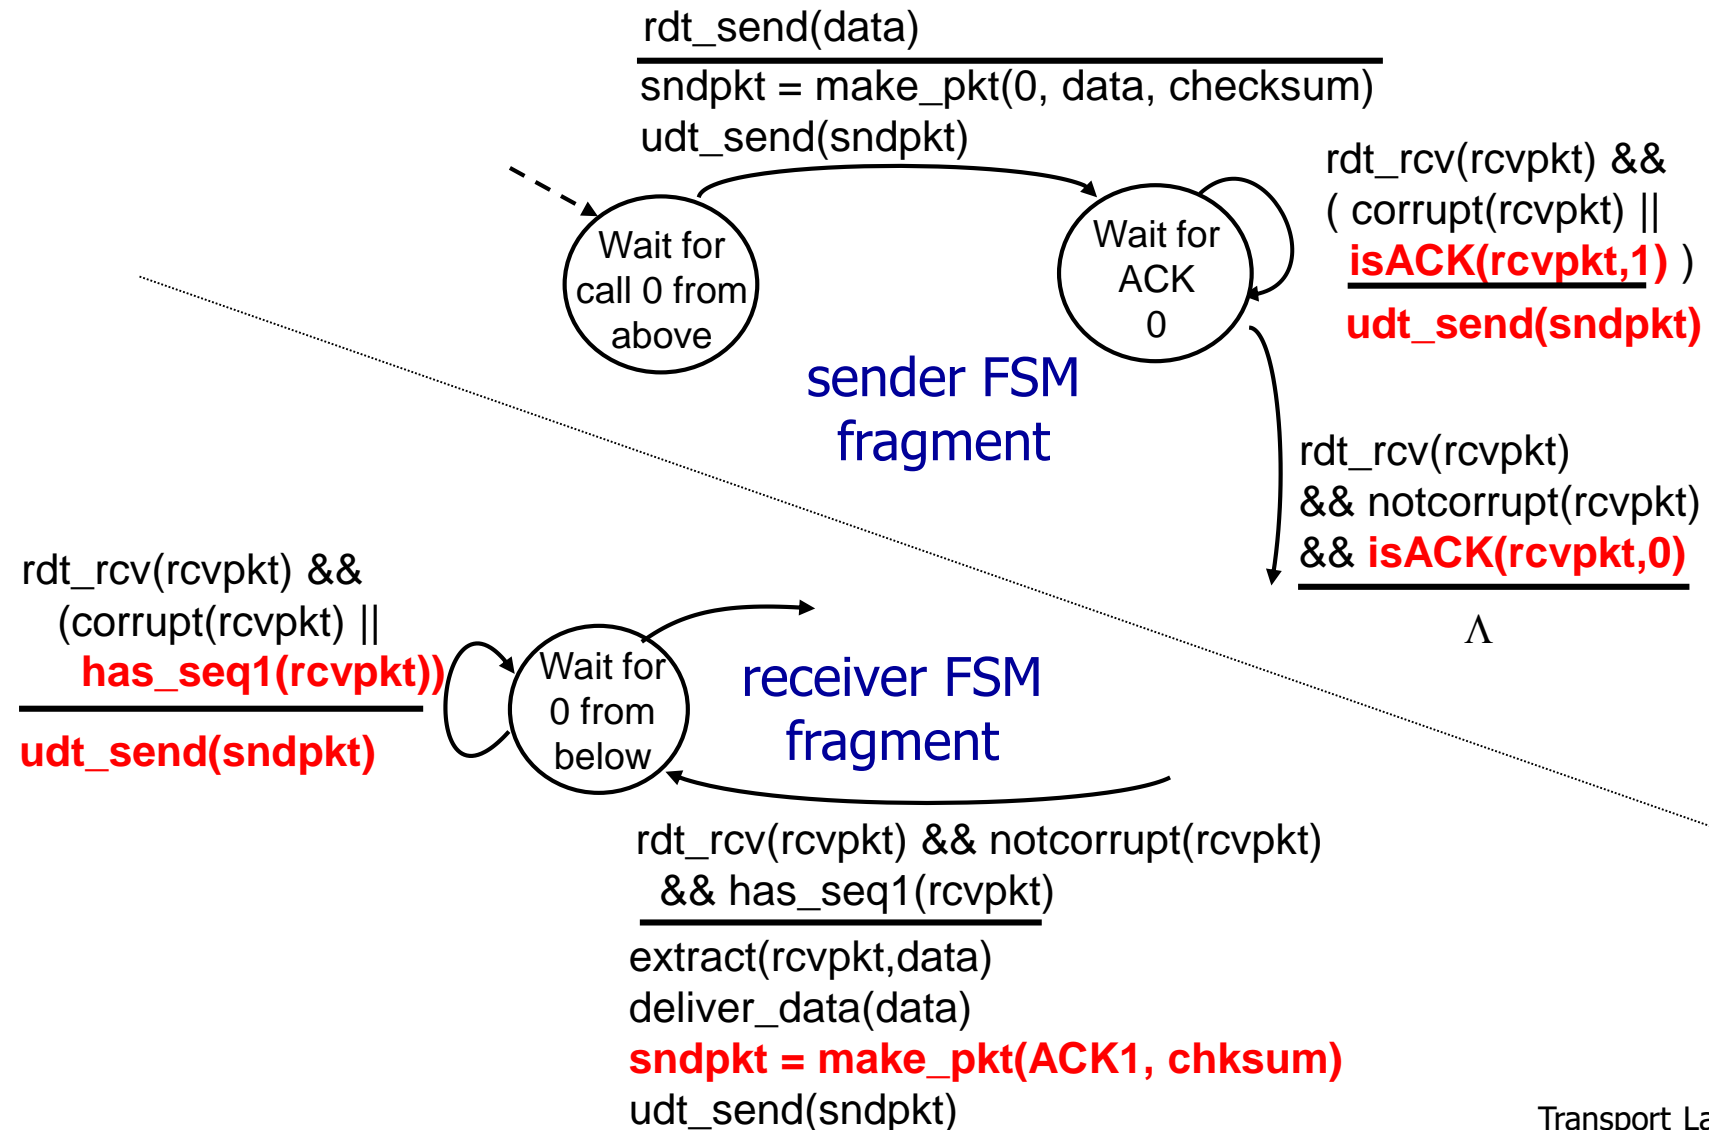 rdt_send(data)
sndpkt = make_pkt(0, data, checksum)
udt_send(sndpkt)
Wait for
call 0 from
above
Wait for
ACK
0
rdt_rcv(rcvpkt) &&
( corrupt(rcvpkt) ||
isACK(rcvpkt,1) )
udt_send(sndpkt)
sender FSM
fragment
rdt_rcv(rcvpkt)
&& notcorrupt(rcvpkt)
&& isACK(rcvpkt,0)
Λ
rdt_rcv(rcvpkt) &&
(corrupt(rcvpkt) ||
has_seq1(rcvpkt))
udt_send(sndpkt)
Wait for
0 from
below
receiver FSM
fragment
rdt_rcv(rcvpkt) && notcorrupt(rcvpkt)
&& has_seq1(rcvpkt)
extract(rcvpkt,data)
deliver_data(data)
sndpkt = make_pkt(ACK1, chksum)
udt_send(sndpkt)
Transport La